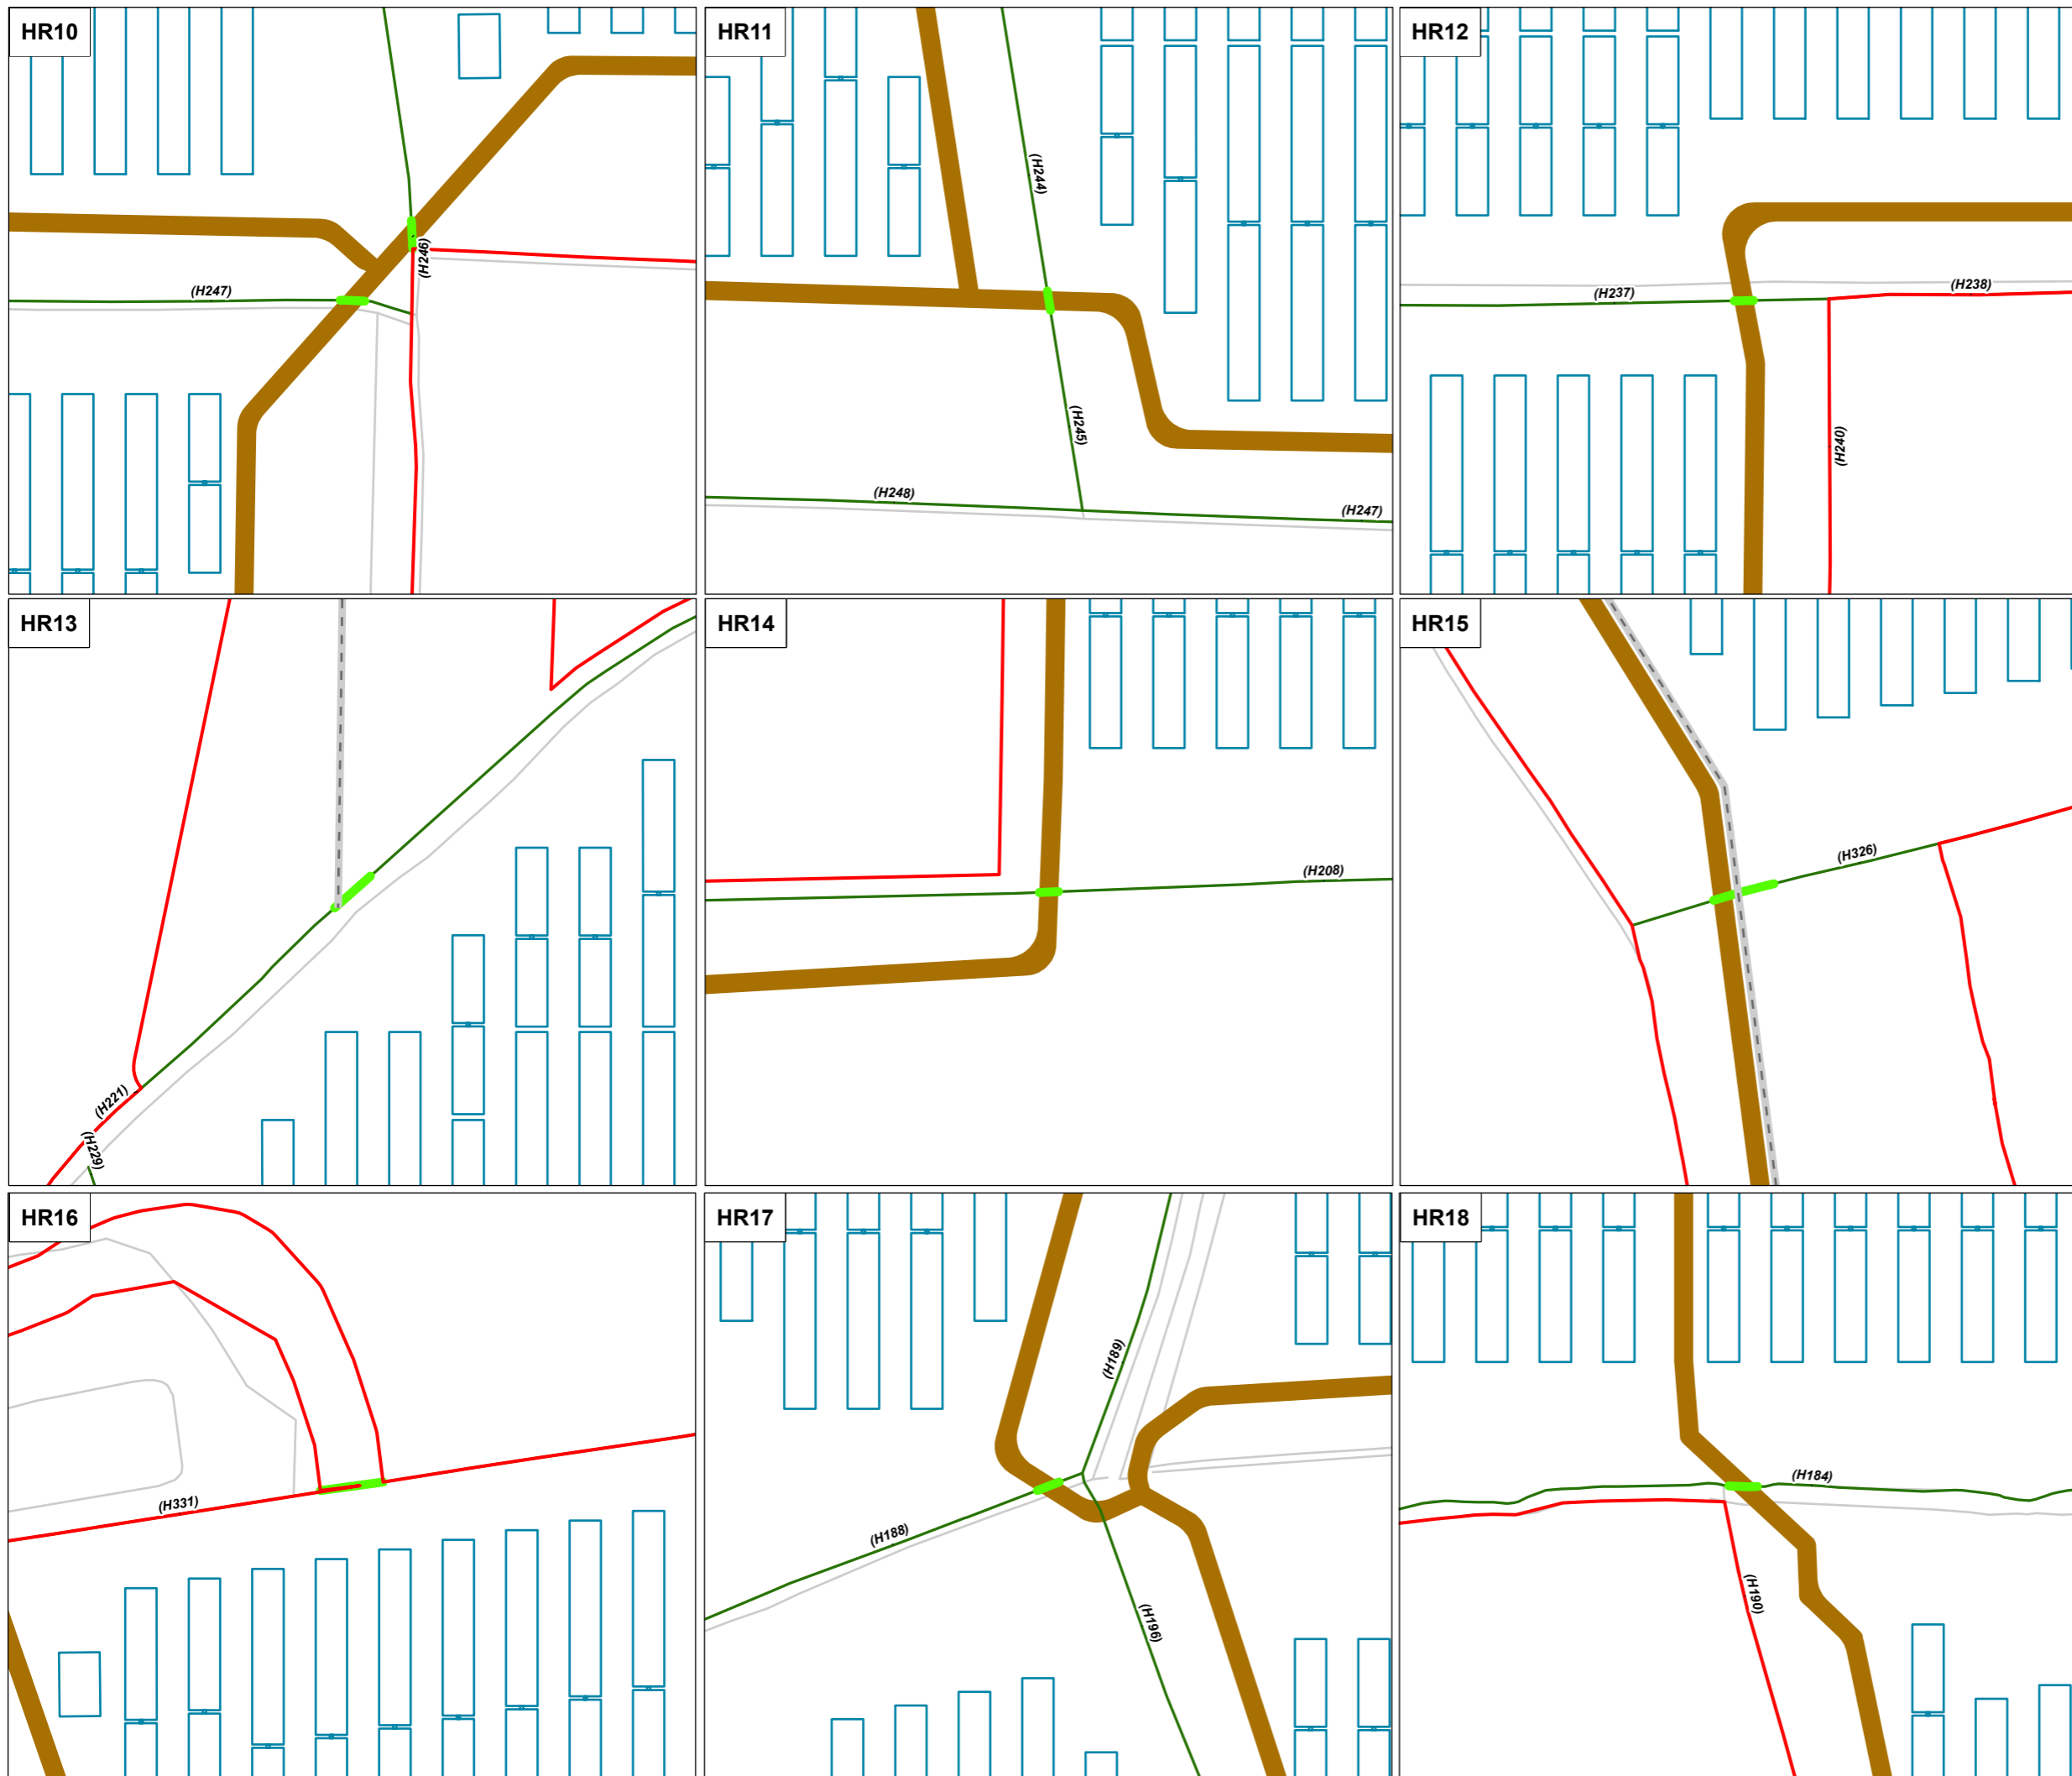 HR10
(H246)
(H247)
HR11
(H244)
(H245)
(H248)
(H247)
HR12
(H237)
(H238)
(H240)
HR13
(H221)
(H229)
HR14
(H208)
HR15
(H326)
HR16
(H331)
HR17
(H189)
(H188)
(H196)
HR18
(H184)
(H190)